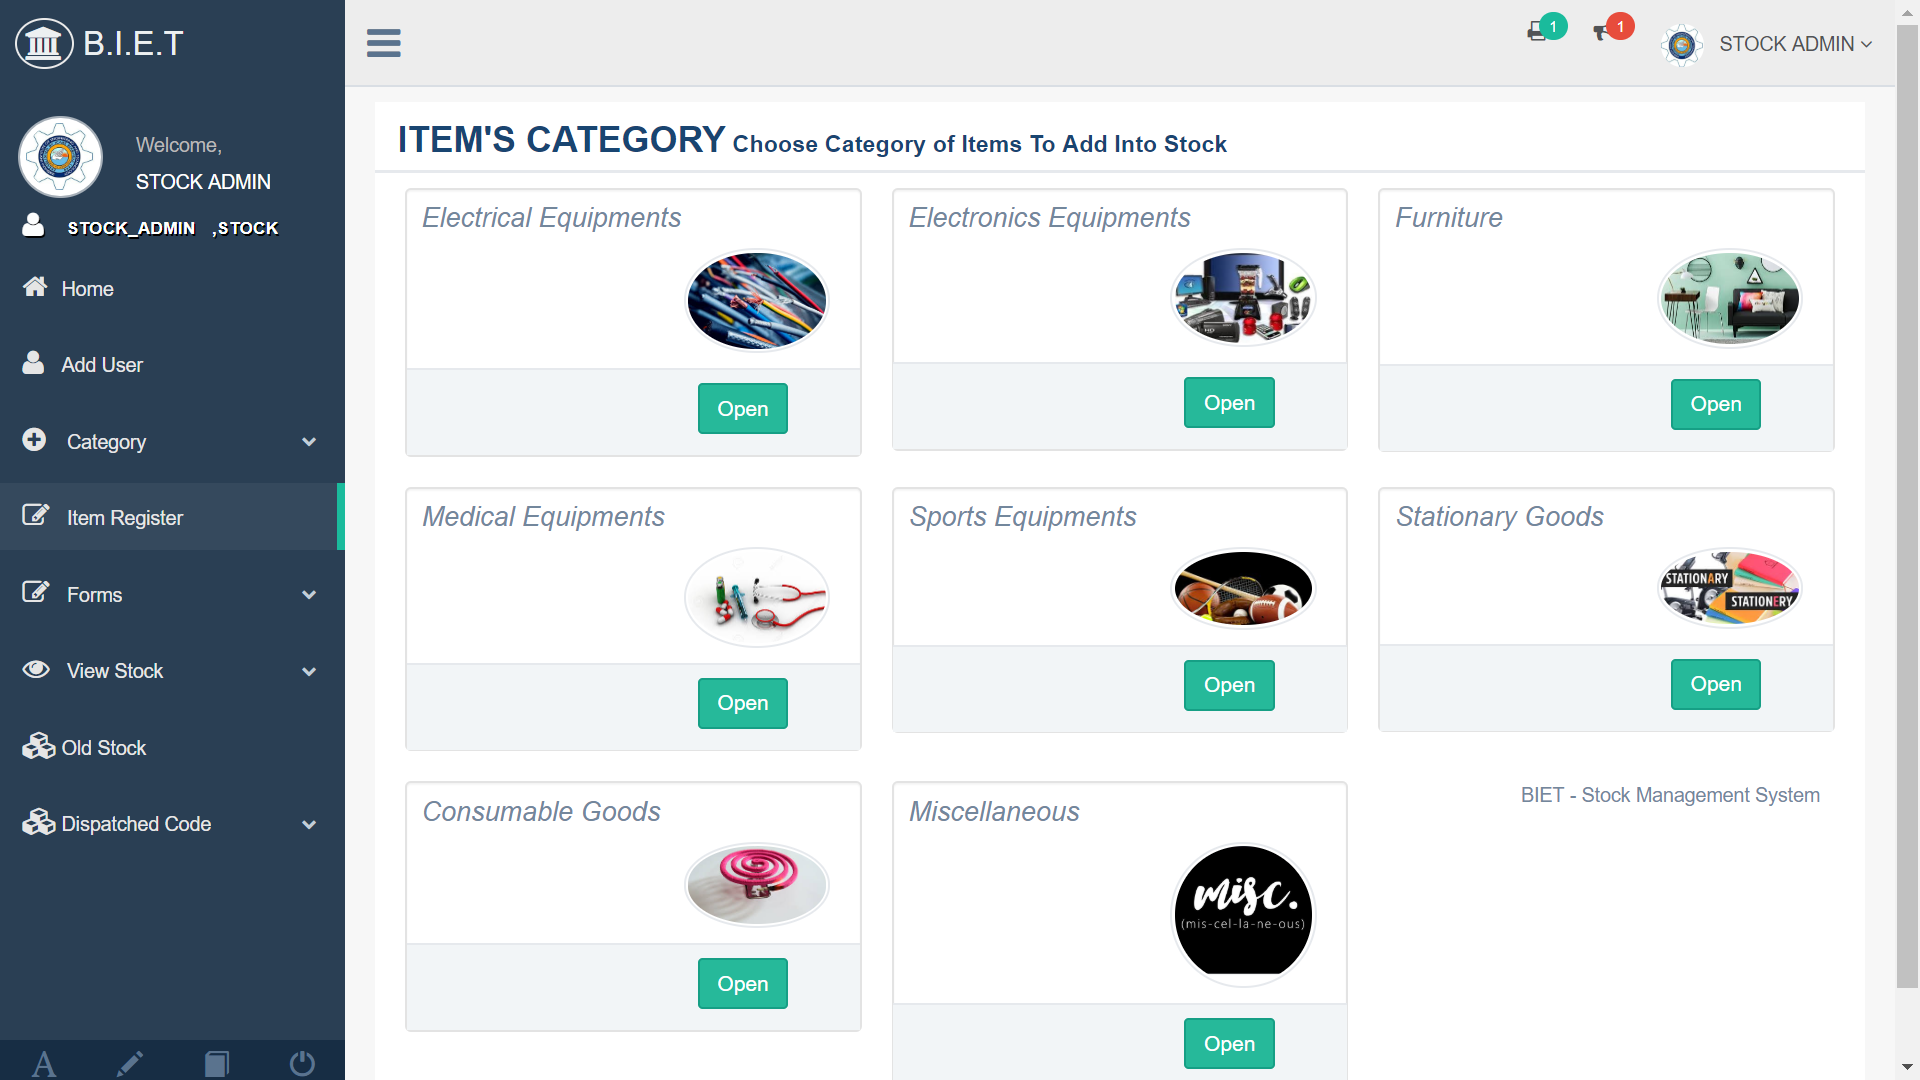 B.I.E.T
1
1
STOCK ADMIN
Welcome,
STOCK ADMIN
STOCK_ADMIN ,STOCK
Home
Add User
Category
Item Register
Forms
View Stock
Old Stock
Dispatched Code
A
ITEM'S CATEGORY Choose Category of Items To Add Into Stock
Electrical Equipments
Open
Electronics Equipments
Open
Furniture
Open
Medical Equipments
Open
Sports Equipments
Open
Stationary Goods
STATIONARY
STATIONERY
Open
Consumable Goods
Open
Miscellaneous
misc.
(mis-cel-la-ne-ous)
Open
BIET - Stock Management System